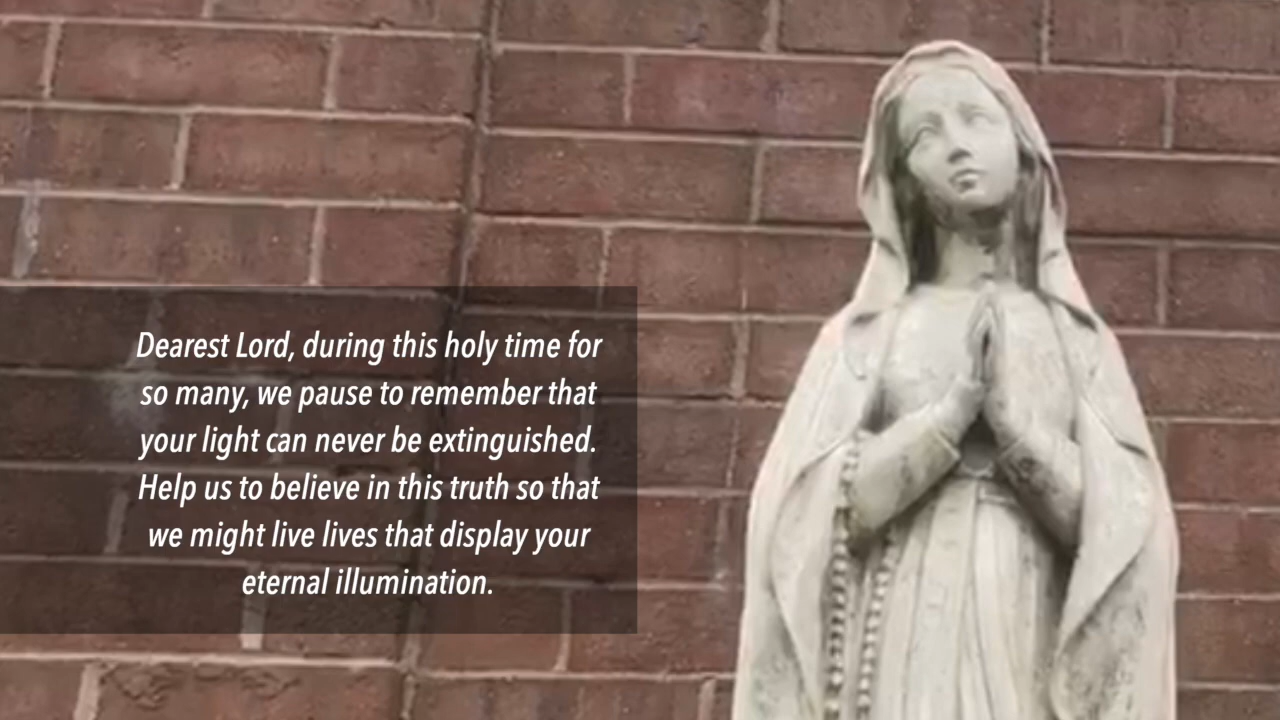 Dearest Lord, during this holy time for
so many, we pause to remember that
your light can never be extinguished.
Help us to believe in this truth so that
we might live lives that display your
eternal illumination.